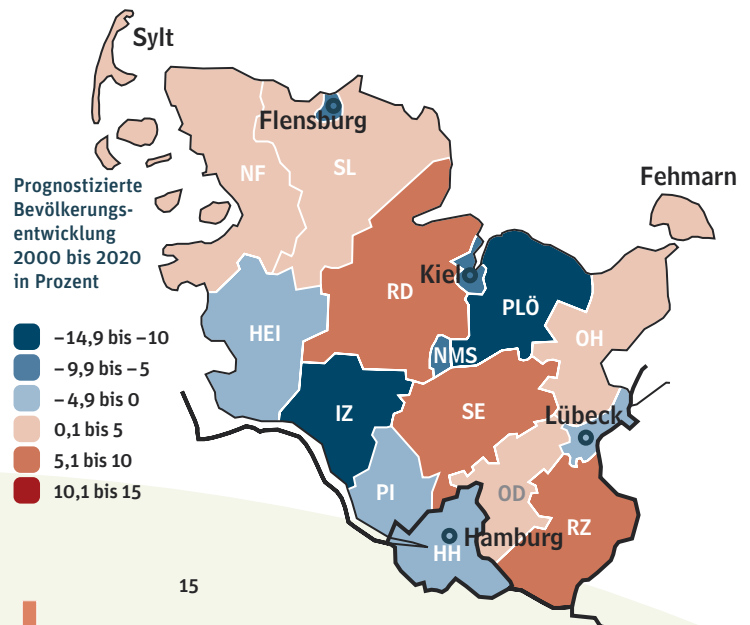 Sylt
Flensburg
NF
SL
Fehmarn
Prognostizierte
Bevölkerungs-
entwicklung
2000 bis 2020
in Prozent
Kiel
RD
PLÖ
HEI
OH
NMS
−14,9 bis −10
−9,9 bis −5
−4,9 bis 0
0,1 bis 5
5,1 bis 10
10,1 bis 15
IZ
SE
Lübeck
PI
OD
RZ
Hamburg
HH
15